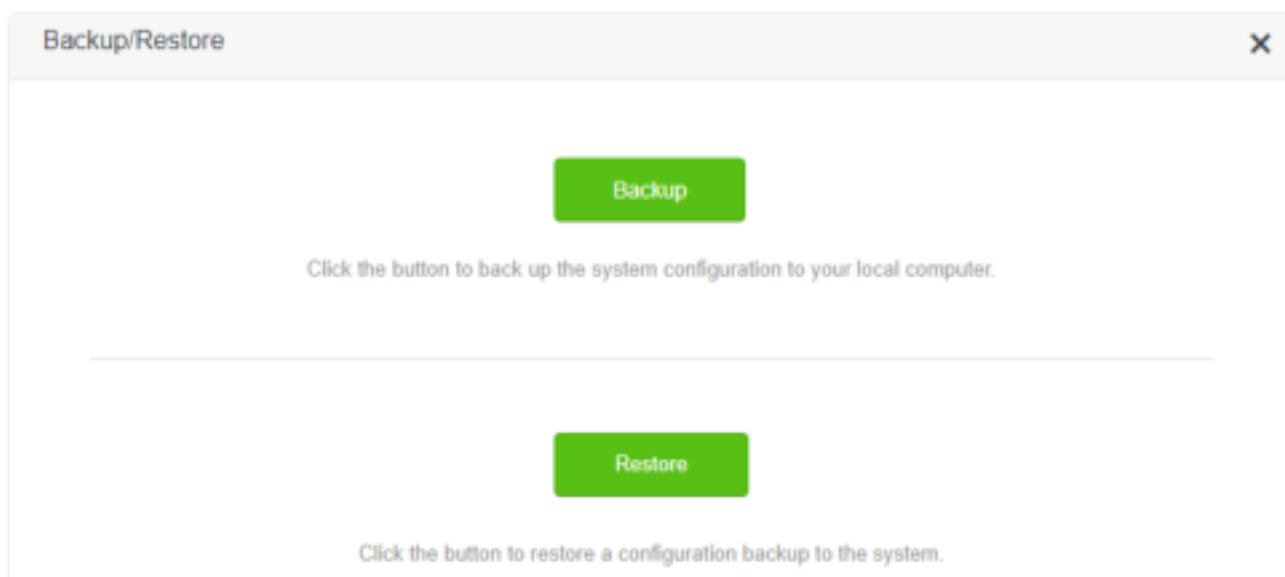 Backup/Restore
Backup
Click the button to back up the system configuration to your local computer.
Restore
Click the button to restore a configuration backup to the system.